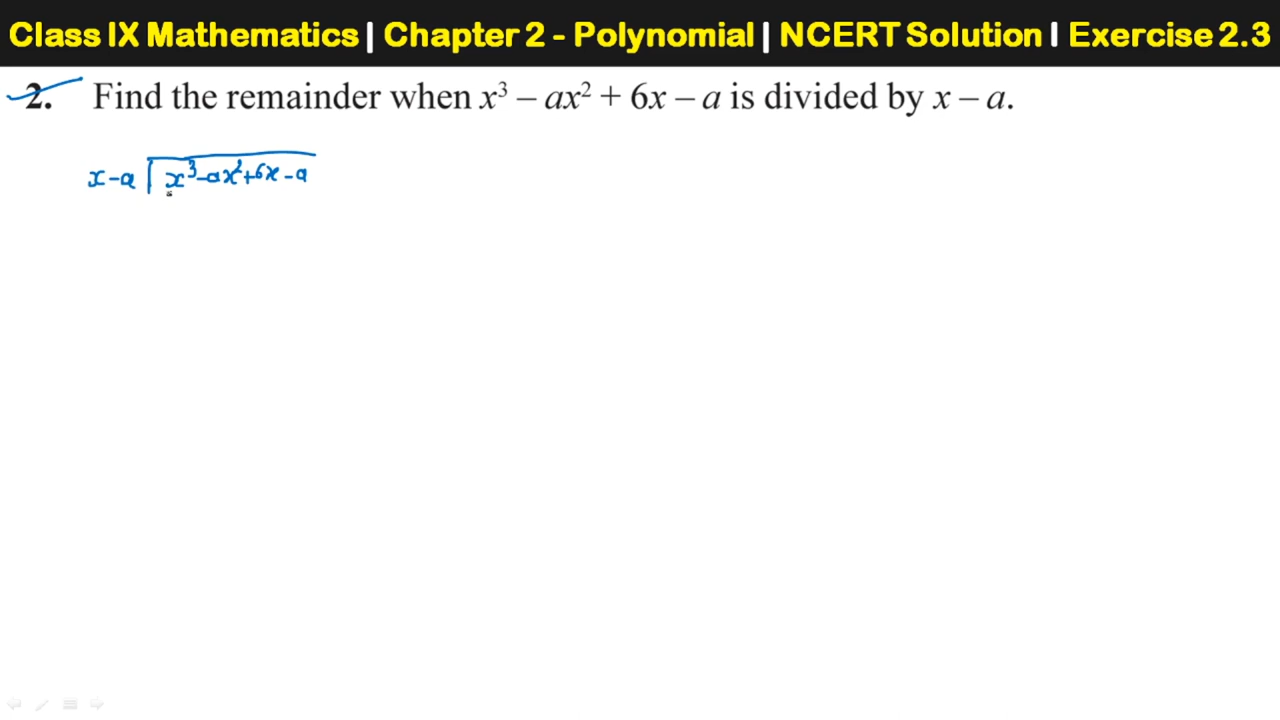 Class IX Mathematics | Chapter 2 - Polynomial | NCERT Solution I Exercise 2.3
2. Find the remainder when x³ – ax² + 6x – a is divided by x – a.
x-a x³-ax²+6x-a